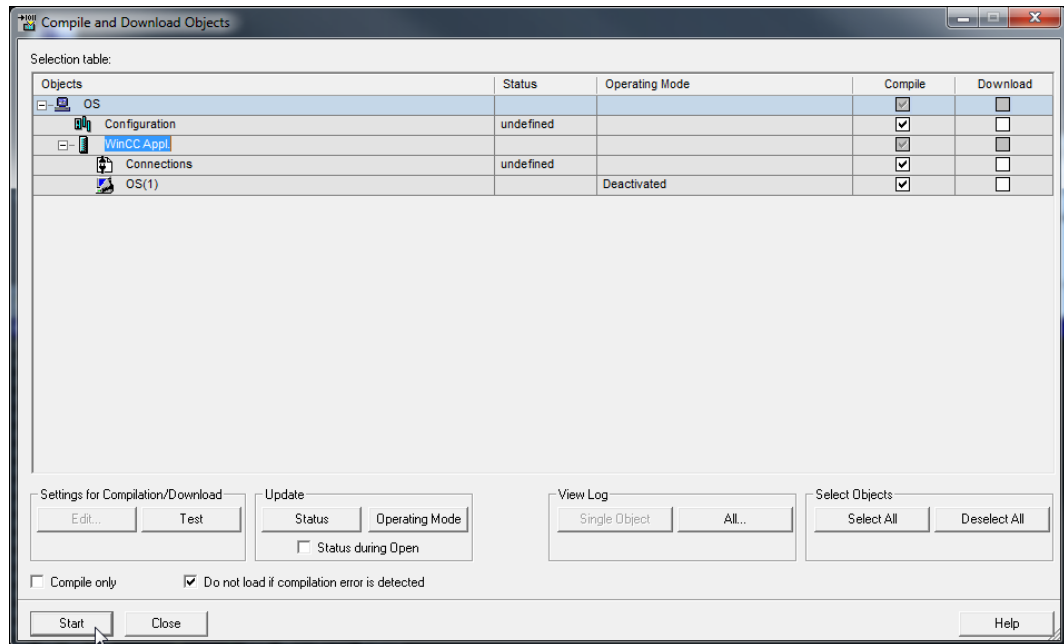 Compile and Download Objects
Selection table:
Objects Status Operating Mode Compile Download
OS
Configuration undefined
WinCC Appl.
Connections undefined
OS(1) Deactivated
Settings for Compilation/Download Update View Log Select Objects
Edit... Test Status Operating Mode Single Object All... Select All Deselect All
Status during Open
Compile only Do not load if compilation error is detected
Start Close Help